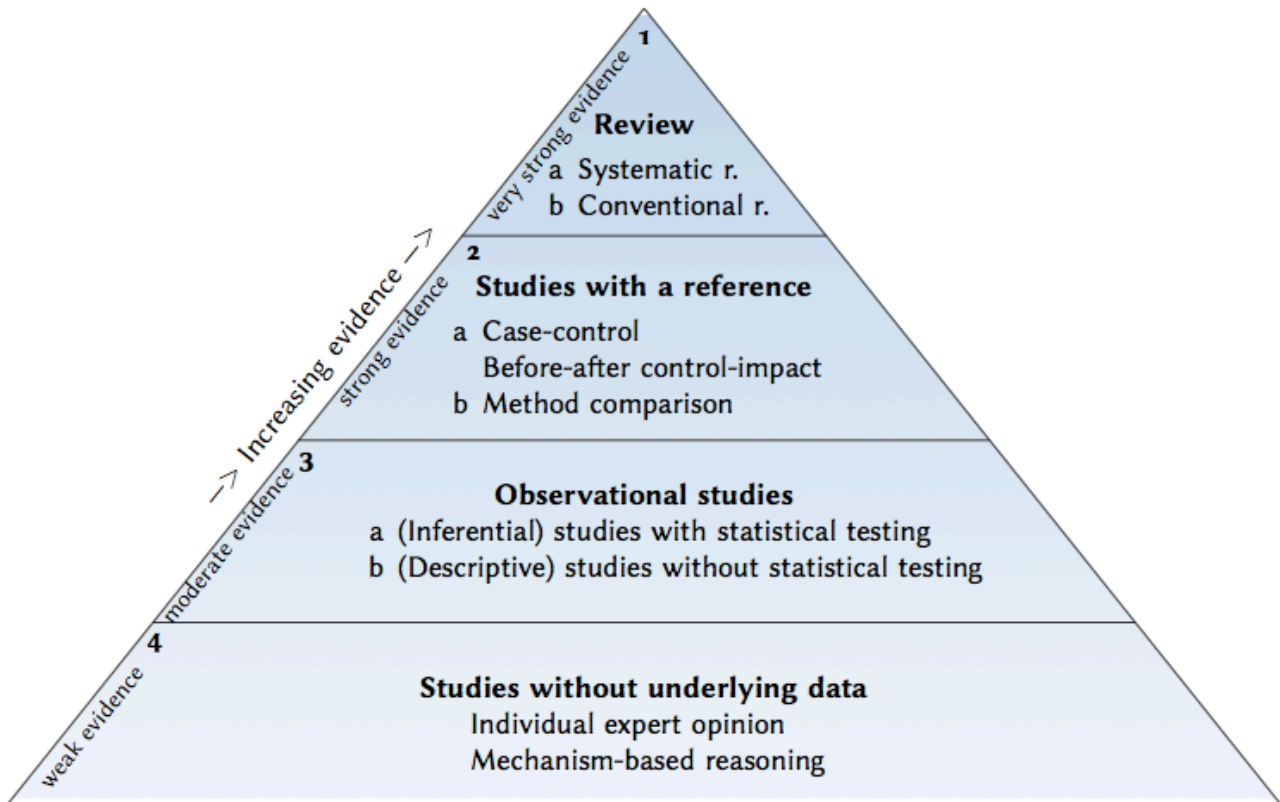 1
very strong evidence
Review
a Systematic r.
b Conventional r.
--> Increasing evidence -->
2
strong evidence
Studies with a reference
a Case-control
Before-after control-impact
b Method comparison
3
moderate evidence
Observational studies
a (Inferential) studies with statistical testing
b (Descriptive) studies without statistical testing
4
weak evidence
Studies without underlying data
Individual expert opinion
Mechanism-based reasoning